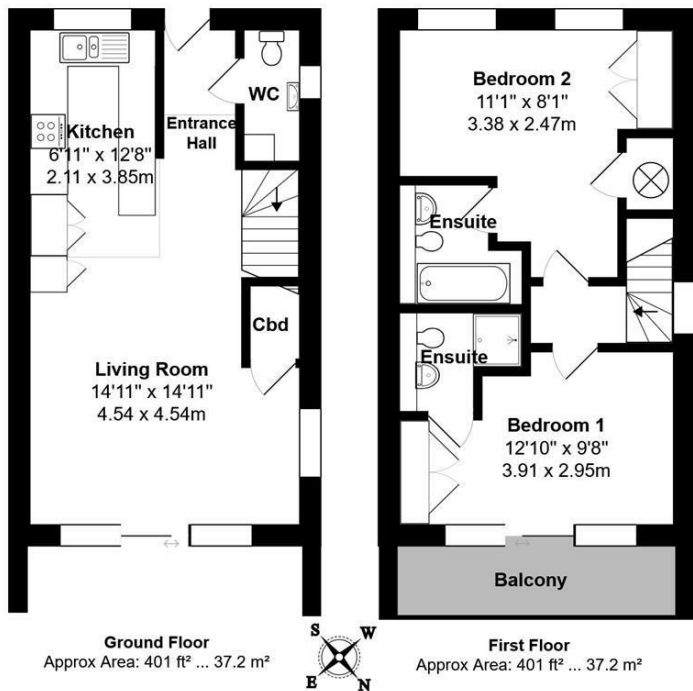 Kitchen
6'11" x 12'8"
2.11 x 3.85m
Entrance
Hall
WC
Cbd
Living Room
14'11" x 14'11"
4.54 x 4.54m
Ground Floor
Approx Area: 401 ft² ... 37.2 m²
Bedroom 2
11'1" x 8'1"
3.38 x 2.47m
Ensuite
Ensuite
Bedroom 1
12'10" x 9'8"
3.91 x 2.95m
Balcony
First Floor
Approx Area: 401 ft² ... 37.2 m²
S
W
E
N